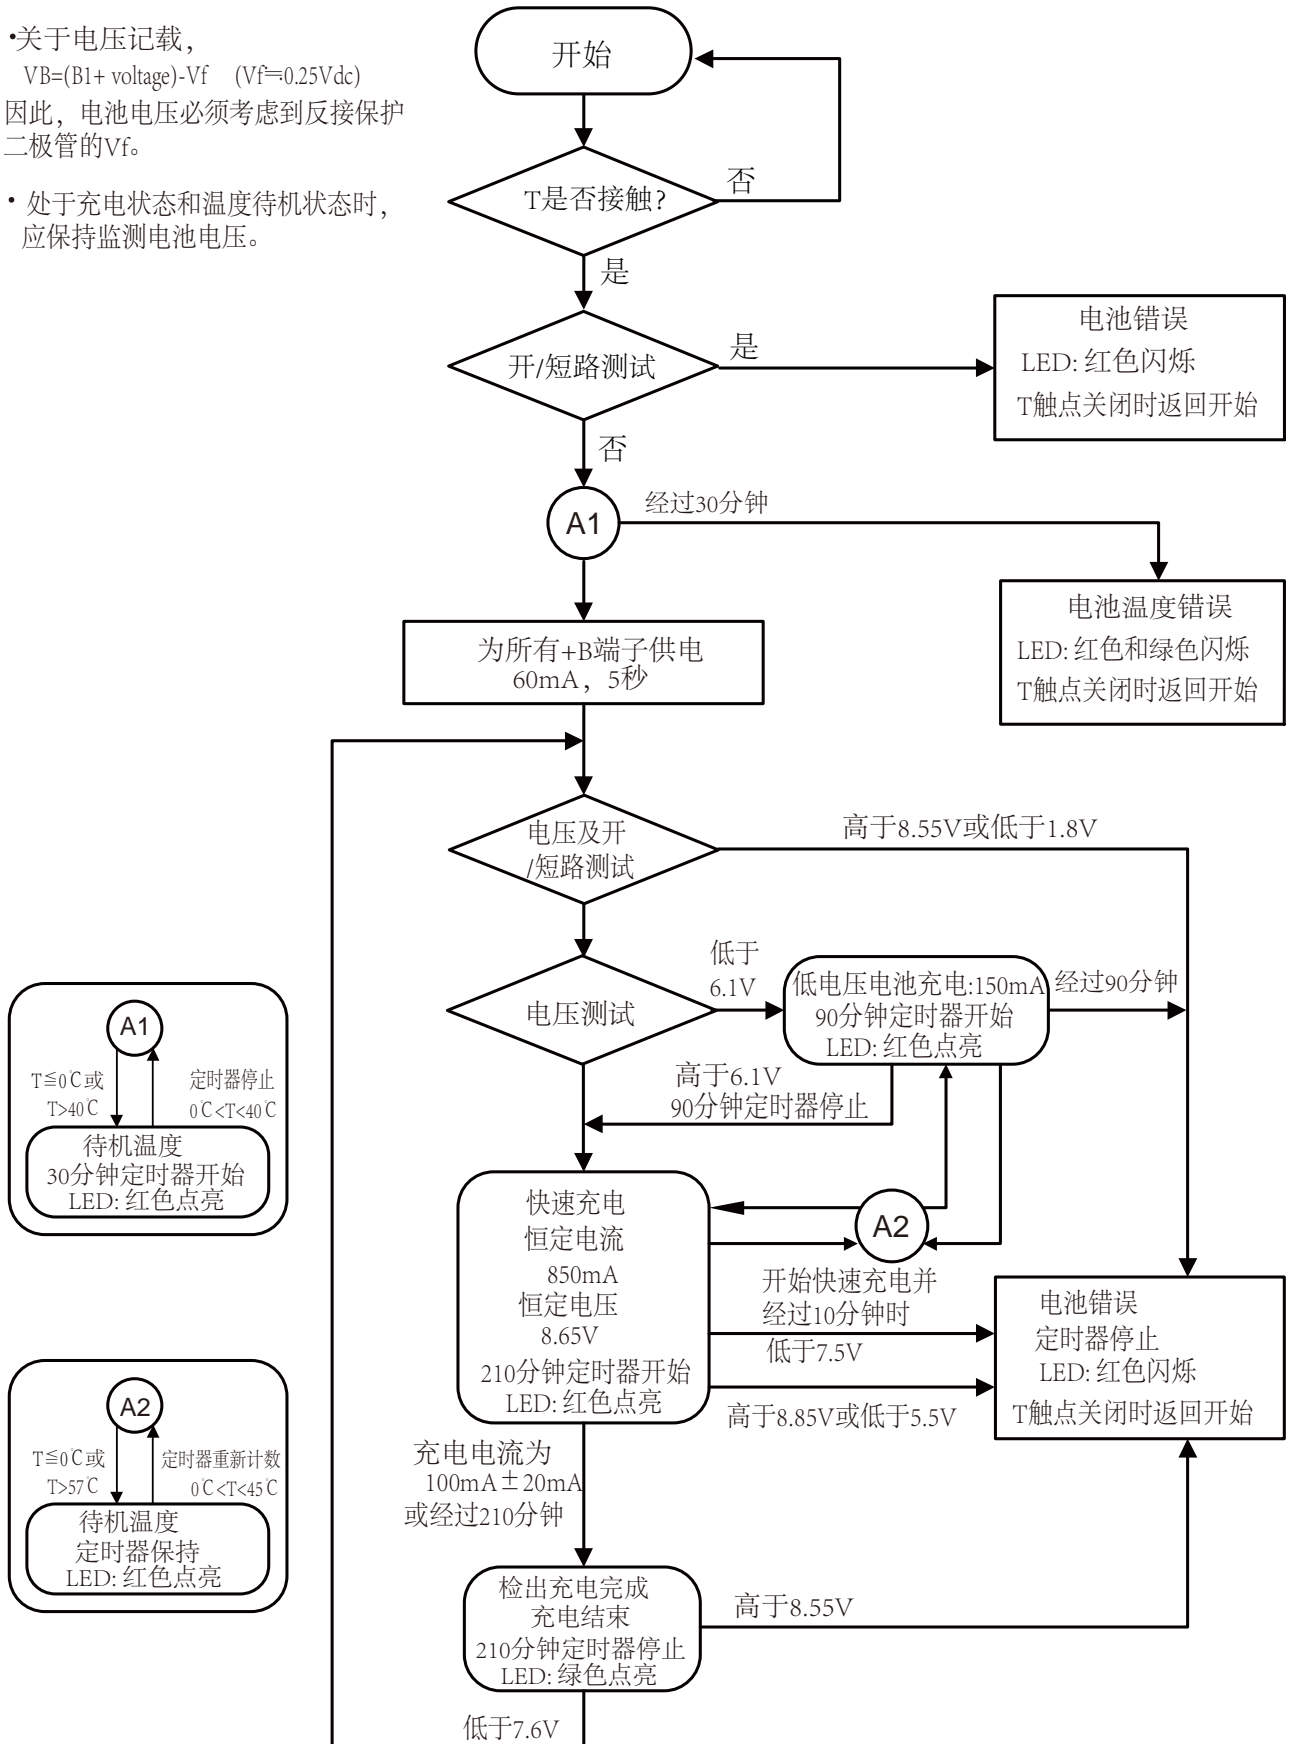 •关于电压记载，
VB=(B1+ voltage)-Vf (Vf≒0.25Vdc)
因此，电池电压必须考虑到反接保护
二极管的Vf。
• 处于充电状态和温度待机状态时，
应保持监测电池电压。
开始
T是否接触？
否
是
开/短路测试
是
电池错误
LED: 红色闪烁
T触点关闭时返回开始
否
A1
经过30分钟
电池温度错误
LED: 红色和绿色闪烁
T触点关闭时返回开始
为所有+B端子供电
60mA，5秒
电压及开
/短路测试
高于8.55V或低于1.8V
电压测试
低于
6.1V
低电压电池充电:150mA
90分钟定时器开始
LED: 红色点亮
经过90分钟
高于6.1V
90分钟定时器停止
A1
T≦0℃或
T>40℃
定时器停止
0℃<T<40℃
待机温度
30分钟定时器开始
LED: 红色点亮
快速充电
恒定电流
850mA
恒定电压
8.65V
210分钟定时器开始
LED: 红色点亮
A2
开始快速充电并
经过10分钟时
低于7.5V
高于8.85V或低于5.5V
电池错误
定时器停止
LED: 红色闪烁
T触点关闭时返回开始
A2
T≦0℃或
T>57℃
定时器重新计数
0℃<T<45℃
待机温度
定时器保持
LED: 红色点亮
充电电流为
100mA±20mA
或经过210分钟
检出充电完成
充电结束
210分钟定时器停止
LED: 绿色点亮
高于8.55V
低于7.6V